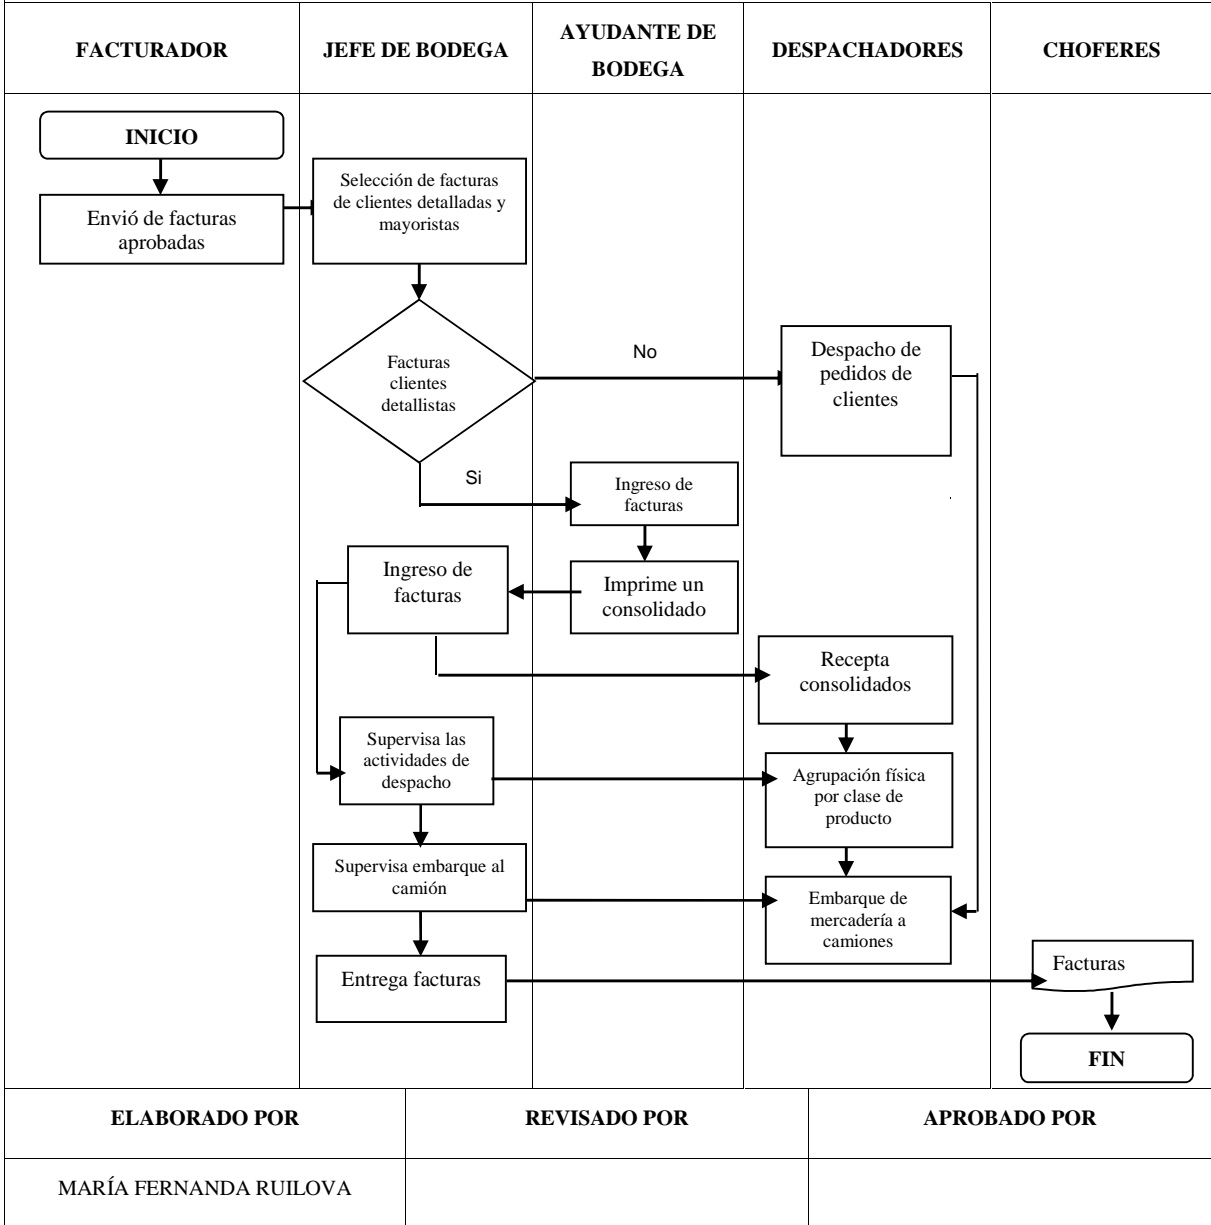 FACTURADOR
JEFE DE BODEGA
AYUDANTE DE
BODEGA
DESPACHADORES
CHOFERES
INICIO
Envió de facturas
aprobadas
Selección de facturas
de clientes detalladas y
mayoristas
Facturas
clientes
detallistas
No
Despacho de
pedidos de
clientes
Si
Ingreso de
facturas
Imprime un
consolidado
Ingreso de
facturas
Recepta
consolidados
Supervisa las
actividades de
despacho
Agrupación física
por clase de
producto
Supervisa embarque al
camión
Embarque de
mercadería a
camiones
Entrega facturas
Facturas
FIN
ELABORADO POR
REVISADO POR
APROBADO POR
MARÍA FERNANDA RUILOVA